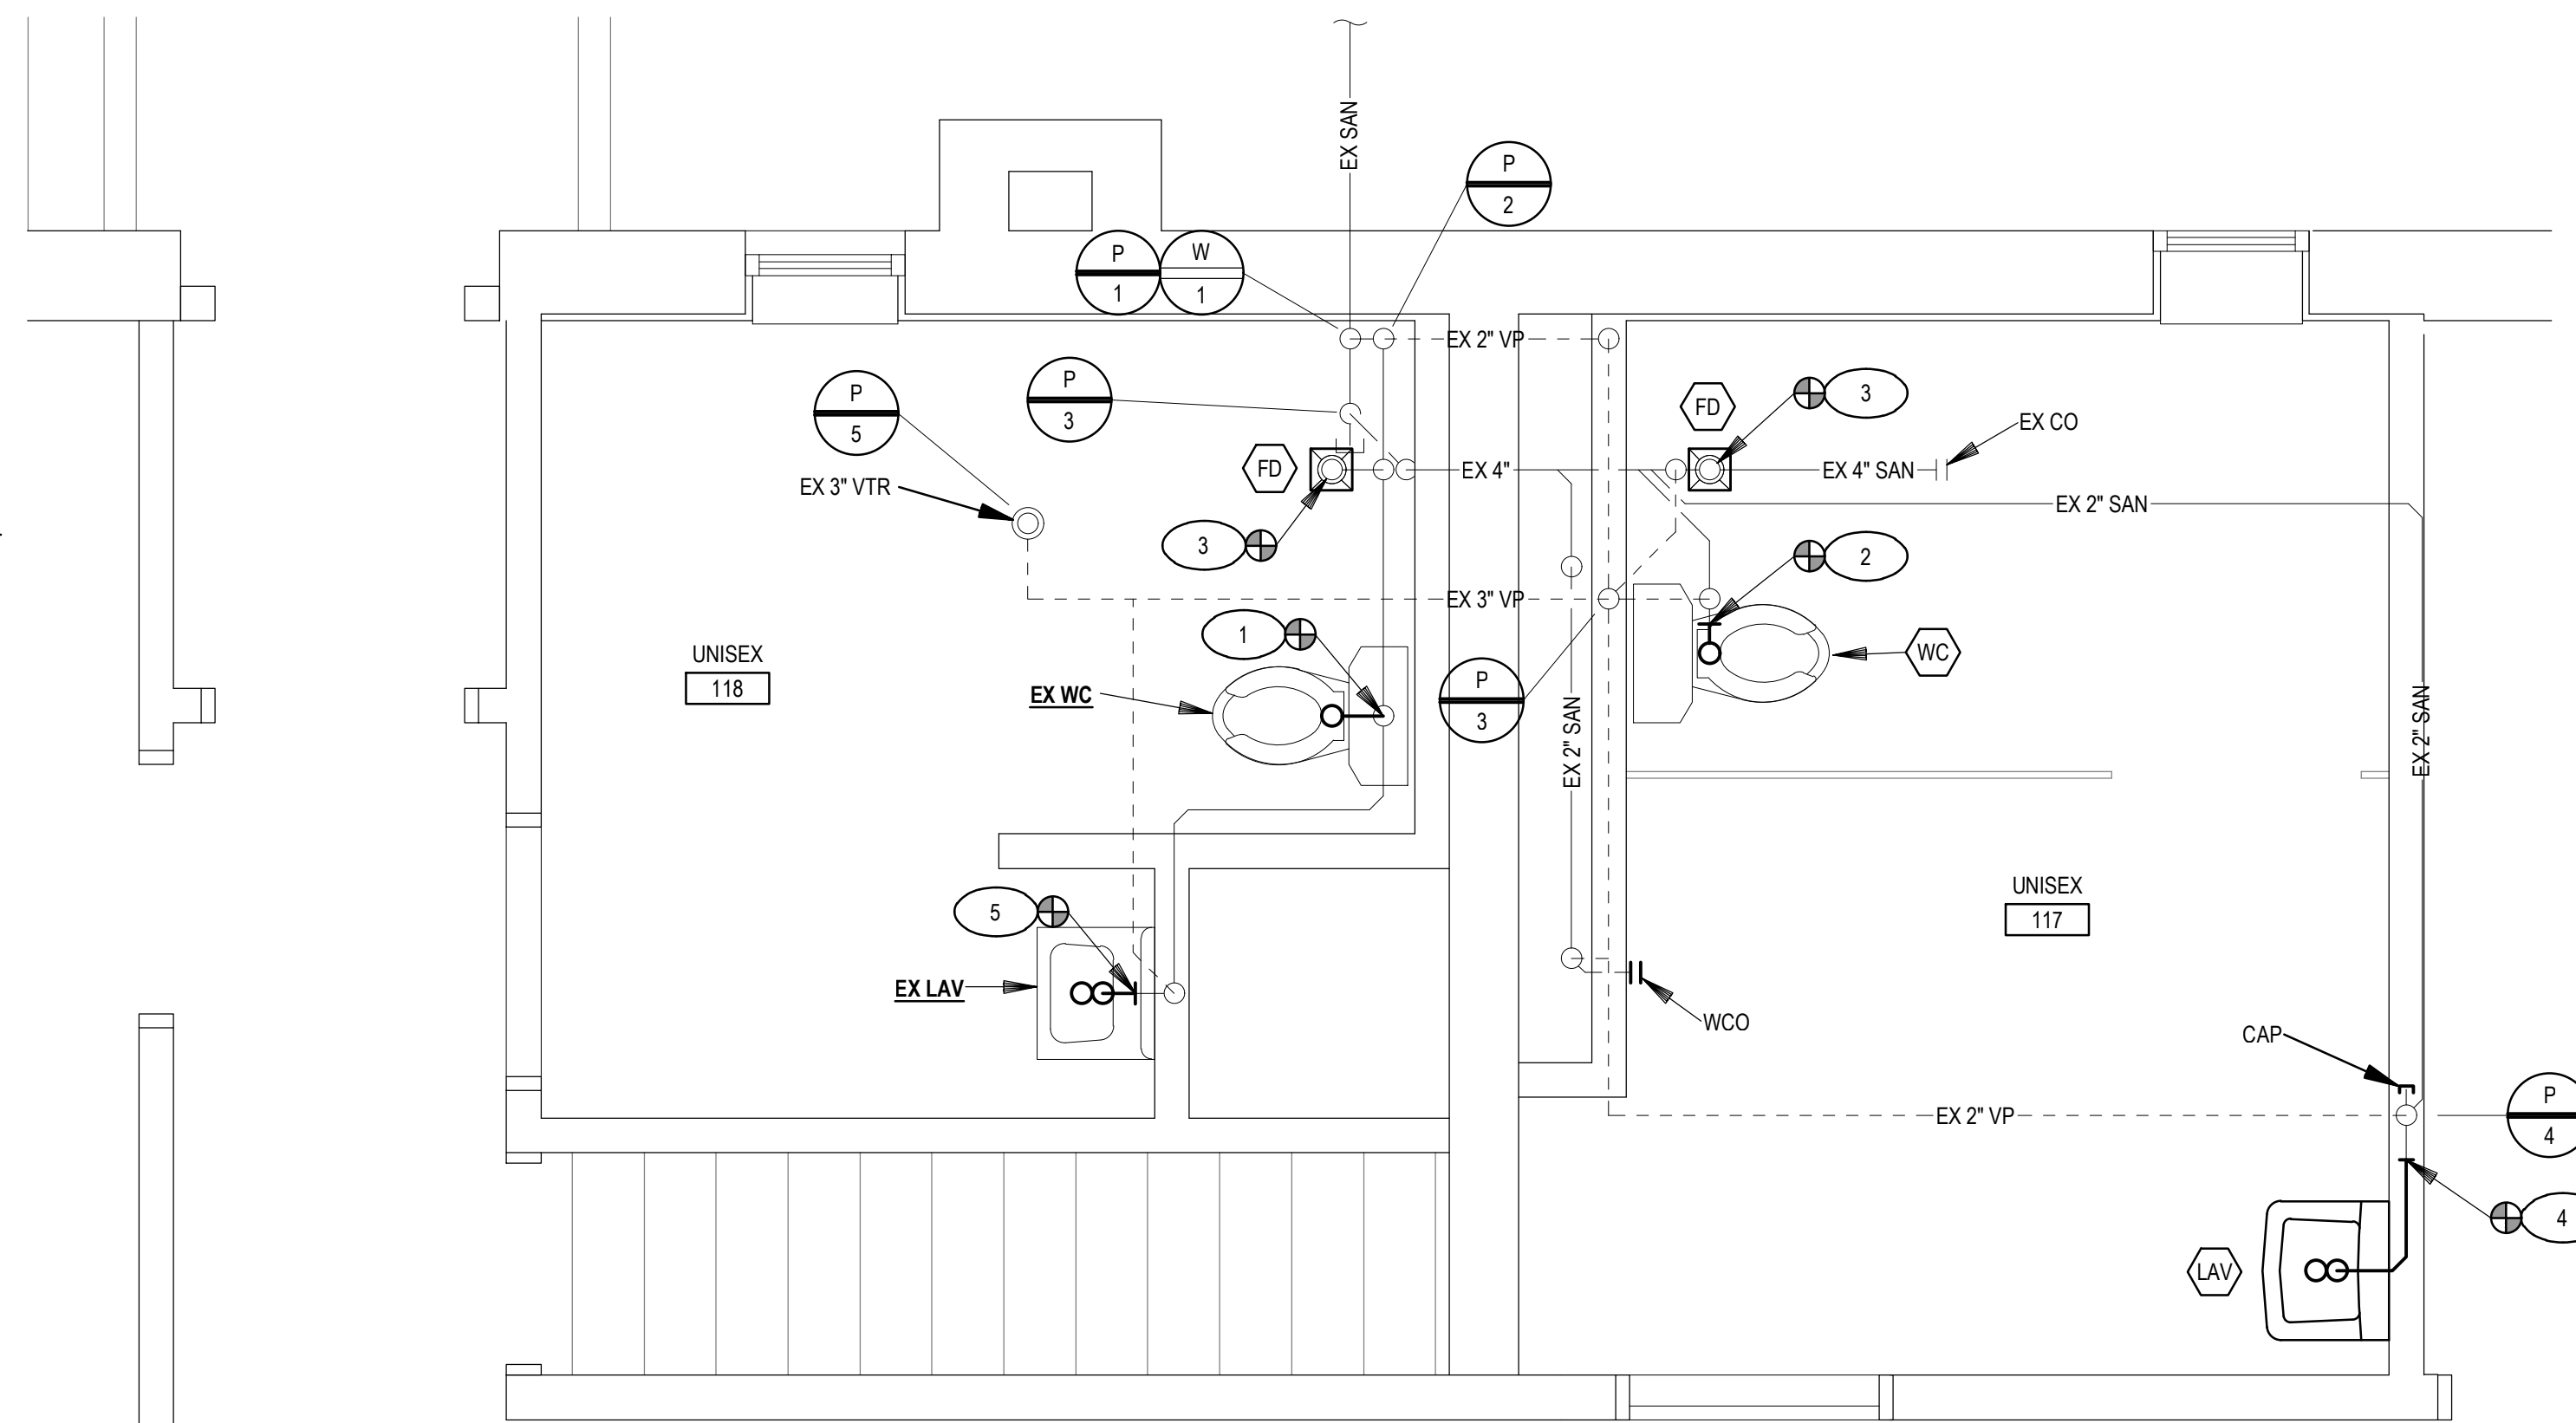 EX SAN
P
2
P
1
W
1
EX 2" VP
P
5
P
3
FD
3
EX CO
FD
EX 4"
EX 4" SAN
EX 3" VTR
EX 2" SAN
3
2
EX 3" VP
1
UNISEX
118
EX WC
P
3
WC
EX 2" SAN
EX 2" SAN
UNISEX
117
5
EX LAV
WCO
CAP
EX 2" VP
P
4
4
LAV